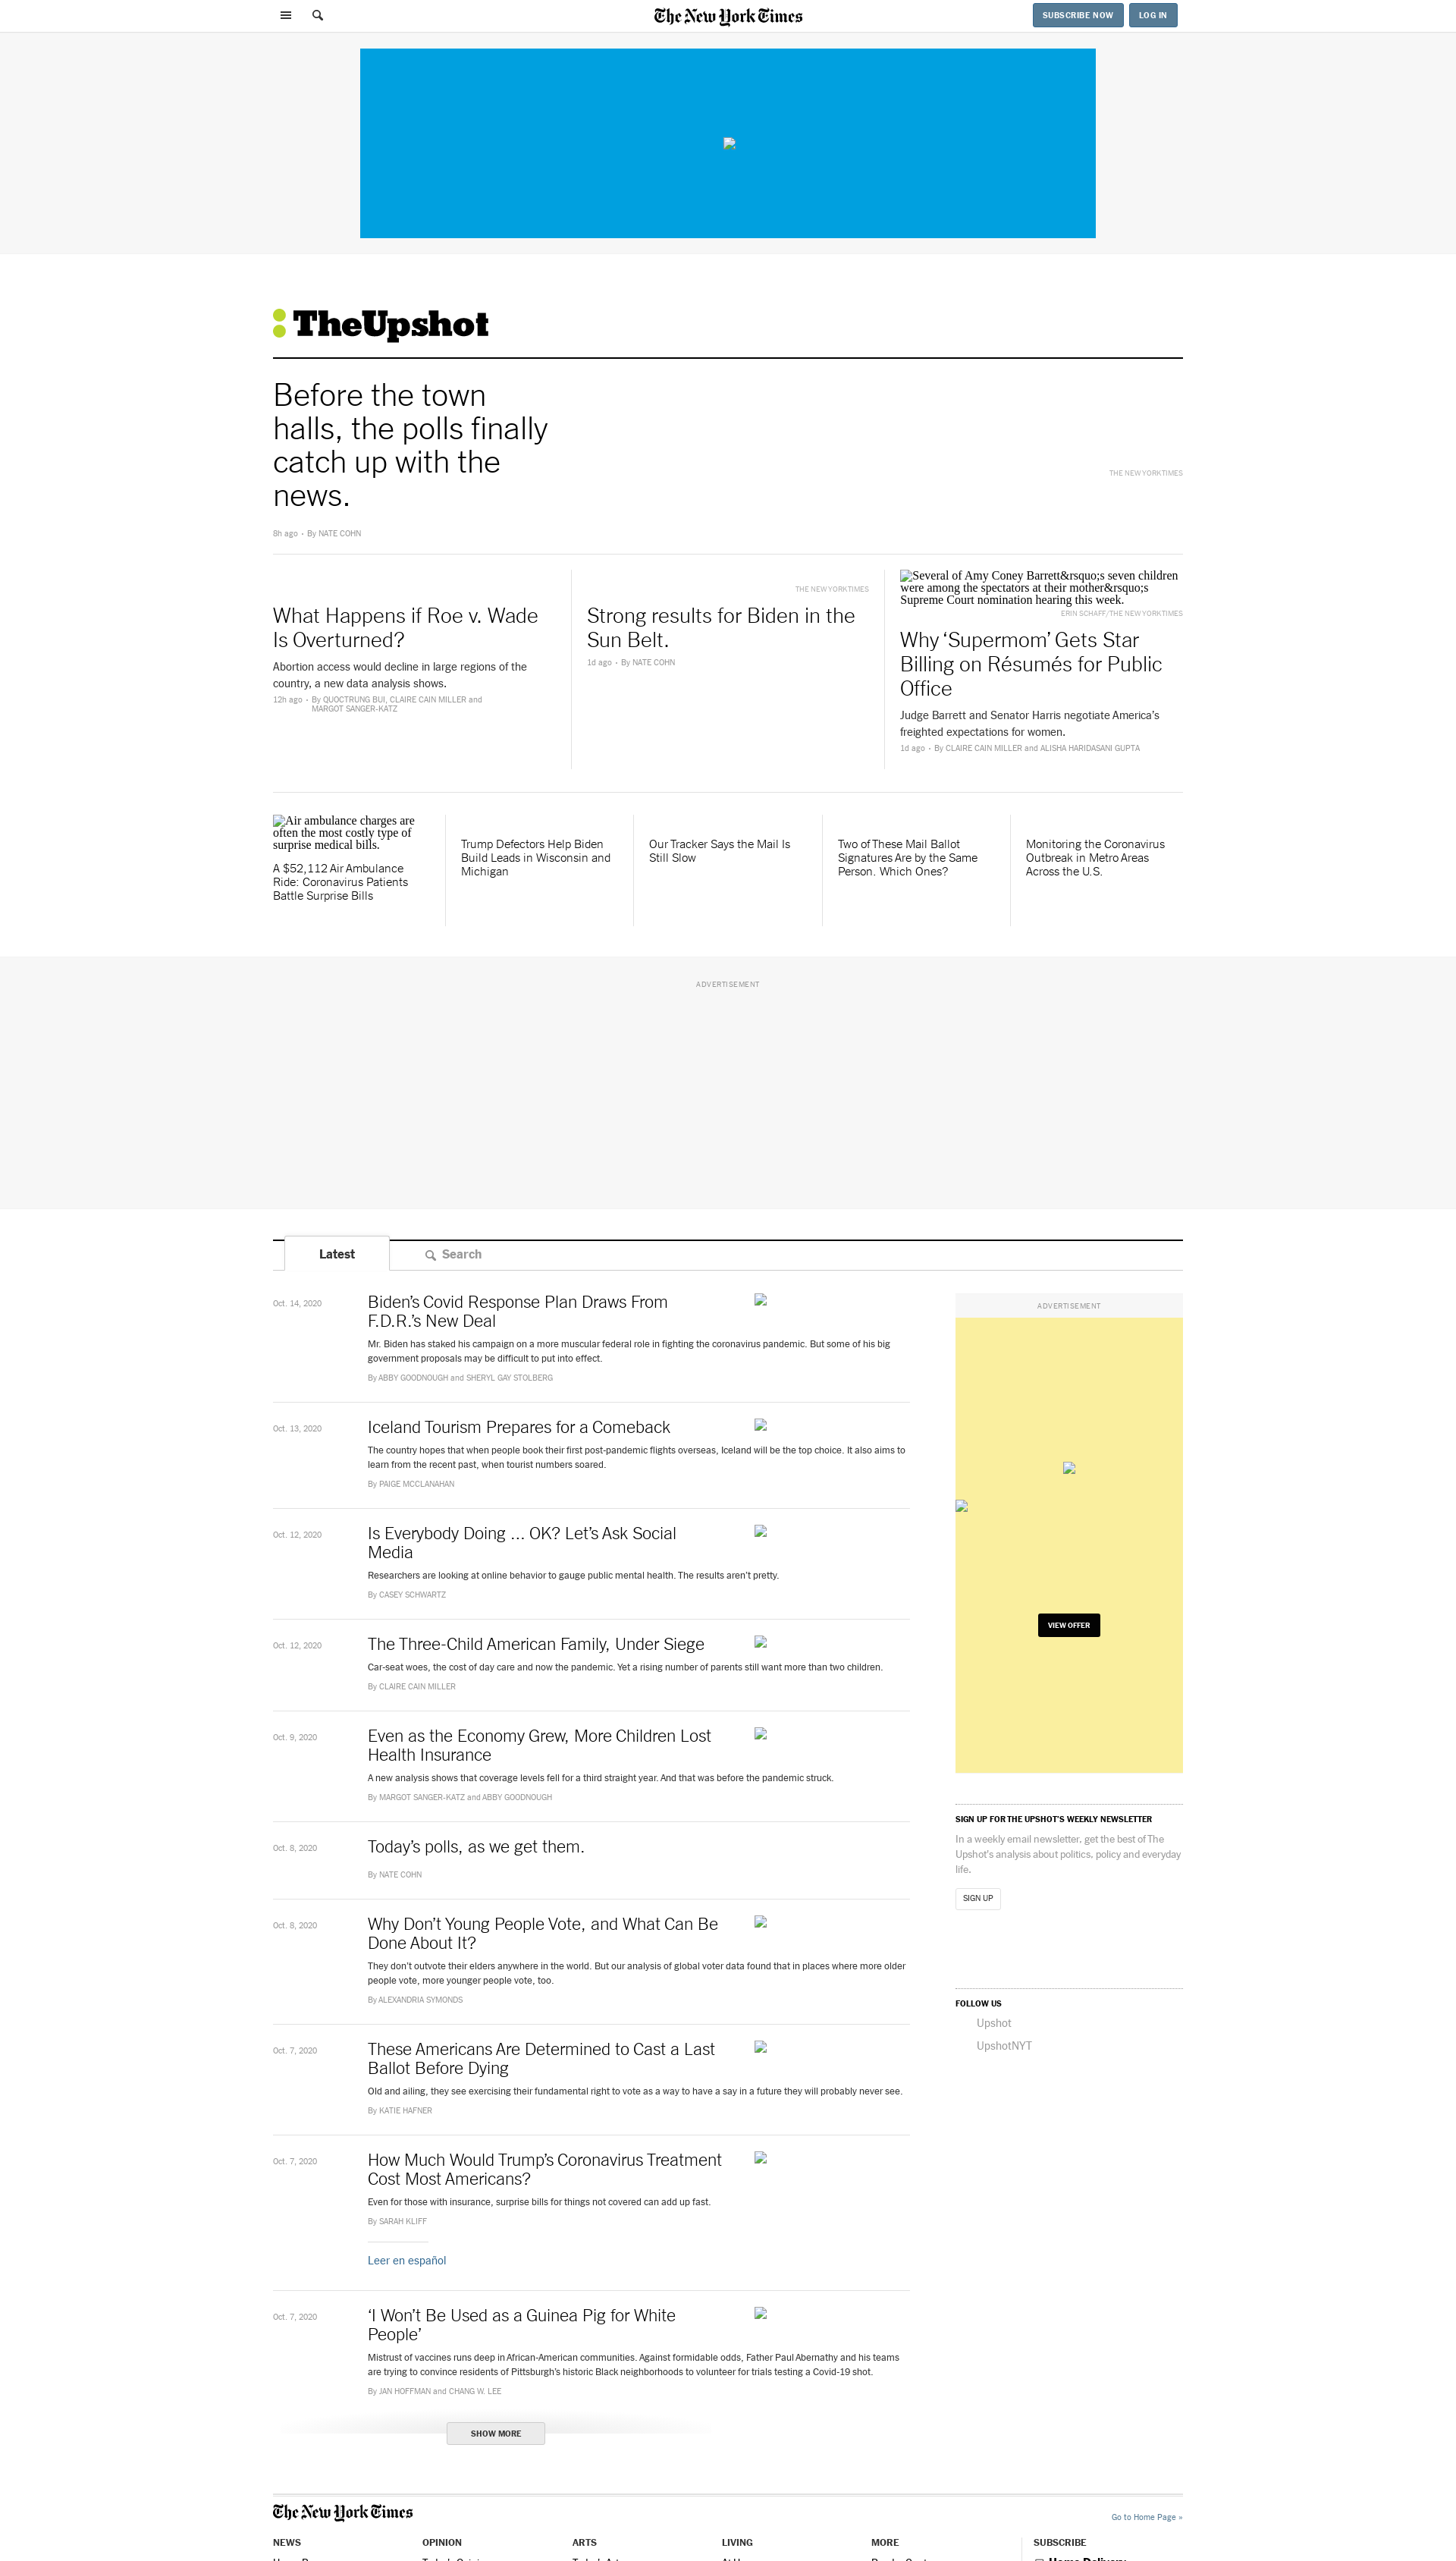 The New York Times
SUBSCRIBE NOW
LOG IN
TheUpshot
Before the town
halls, the polls finally
catch up with the
news.
THE NEW YORK TIMES
8h ago • By NATE COHN
What Happens if Roe v. Wade
Is Overturned?
Abortion access would decline in large regions of the
country, a new data analysis shows.
12h ago • By QUOCTRUNG BUI, CLAIRE CAIN MILLER and
MARGOT SANGER-KATZ
THE NEW YORK TIMES
Strong results for Biden in the
Sun Belt.
1d ago • By NATE COHN
Several of Amy Coney Barrett&rsquo;s seven children
were among the spectators at their mother&rsquo;s
Supreme Court nomination hearing this week.
ERIN SCHAFF/THE NEW YORK TIMES
Why ‘Supermom’ Gets Star
Billing on Résumés for Public
Office
Judge Barrett and Senator Harris negotiate America’s
freighted expectations for women.
1d ago • By CLAIRE CAIN MILLER and ALISHA HARIDASANI GUPTA
Air ambulance charges are
often the most costly type of
surprise medical bills.
A $52,112 Air Ambulance
Ride: Coronavirus Patients
Battle Surprise Bills
Trump Defectors Help Biden
Build Leads in Wisconsin and
Michigan
Our Tracker Says the Mail Is
Still Slow
Two of These Mail Ballot
Signatures Are by the Same
Person. Which Ones?
Monitoring the Coronavirus
Outbreak in Metro Areas
Across the U.S.
ADVERTISEMENT
Latest
Search
Oct. 14, 2020
Biden’s Covid Response Plan Draws From
F.D.R.’s New Deal
Mr. Biden has staked his campaign on a more muscular federal role in fighting the coronavirus pandemic. But some of his big
government proposals may be difficult to put into effect.
By ABBY GOODNOUGH and SHERYL GAY STOLBERG
Oct. 13, 2020
Iceland Tourism Prepares for a Comeback
The country hopes that when people book their first post-pandemic flights overseas, Iceland will be the top choice. It also aims to
learn from the recent past, when tourist numbers soared.
By PAIGE MCCLANAHAN
Oct. 12, 2020
Is Everybody Doing ... OK? Let’s Ask Social
Media
Researchers are looking at online behavior to gauge public mental health. The results aren’t pretty.
By CASEY SCHWARTZ
Oct. 12, 2020
The Three-Child American Family, Under Siege
Car-seat woes, the cost of day care and now the pandemic. Yet a rising number of parents still want more than two children.
By CLAIRE CAIN MILLER
Oct. 9, 2020
Even as the Economy Grew, More Children Lost
Health Insurance
A new analysis shows that coverage levels fell for a third straight year. And that was before the pandemic struck.
By MARGOT SANGER-KATZ and ABBY GOODNOUGH
Oct. 8, 2020
Today’s polls, as we get them.
By NATE COHN
Oct. 8, 2020
Why Don’t Young People Vote, and What Can Be
Done About It?
They don’t outvote their elders anywhere in the world. But our analysis of global voter data found that in places where more older
people vote, more younger people vote, too.
By ALEXANDRIA SYMONDS
Oct. 7, 2020
These Americans Are Determined to Cast a Last
Ballot Before Dying
Old and ailing, they see exercising their fundamental right to vote as a way to have a say in a future they will probably never see.
By KATIE HAFNER
Oct. 7, 2020
How Much Would Trump’s Coronavirus Treatment
Cost Most Americans?
Even for those with insurance, surprise bills for things not covered can add up fast.
By SARAH KLIFF
Leer en español
Oct. 7, 2020
‘I Won’t Be Used as a Guinea Pig for White
People’
Mistrust of vaccines runs deep in African-American communities. Against formidable odds, Father Paul Abernathy and his teams
are trying to convince residents of Pittsburgh’s historic Black neighborhoods to volunteer for trials testing a Covid-19 shot.
By JAN HOFFMAN and CHANG W. LEE
SHOW MORE
ADVERTISEMENT
VIEW OFFER
SIGN UP FOR THE UPSHOT’S WEEKLY NEWSLETTER
In a weekly email newsletter, get the best of The
Upshot’s analysis about politics, policy and everyday
life.
SIGN UP
FOLLOW US
Upshot
UpshotNYT
The New York Times
Go to Home Page »
NEWS
OPINION
ARTS
LIVING
MORE
SUBSCRIBE